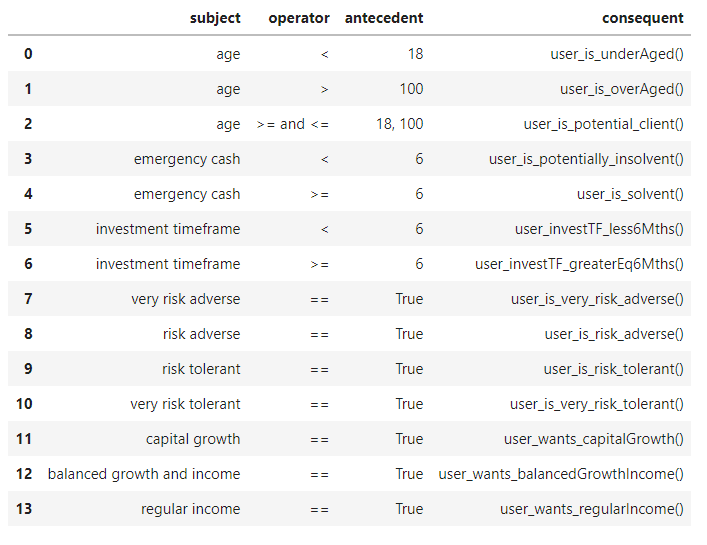 subject operator antecedent consequent
0 age < 18 user_is_underAged()
1 age > 100 user_is_overAged()
2 age >= and <= 18, 100 user_is_potential_client()
3 emergency cash < 6 user_is_potentially_insolvent()
4 emergency cash >= 6 user_is_solvent()
5 investment timeframe < 6 user_investTF_less6Mths()
6 investment timeframe >= 6 user_investTF_greaterEq6Mths()
7 very risk adverse == True user_is_very_risk_adverse()
8 risk adverse == True user_is_risk_adverse()
9 risk tolerant == True user_is_risk_tolerant()
10 very risk tolerant == True user_is_very_risk_tolerant()
11 capital growth == True user_wants_capitalGrowth()
12 balanced growth and income == True user_wants_balancedGrowthIncome()
13 regular income == True user_wants_regularIncome()